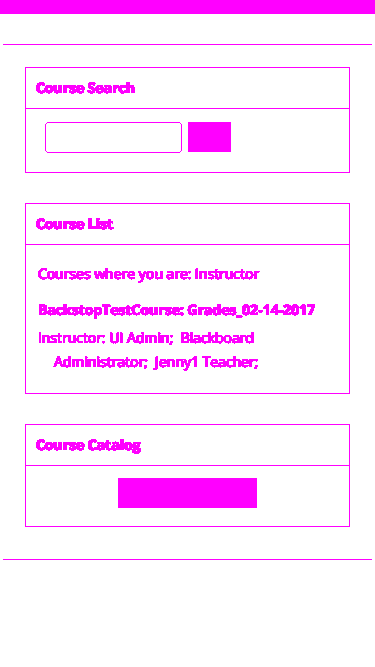 Course Search
Course List
Courses where you are: Instructor
BackstopTestCourse: Grades_02-14-2017
Instructor: UI Admin;  Blackboard
Administrator;  Jenny1 Teacher;
Course Catalog